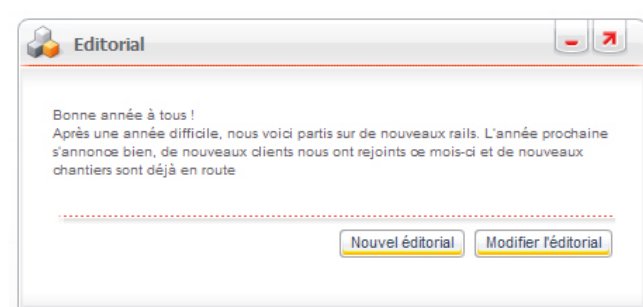 Editorial
Bonne année à tous !
Après une année difficile, nous voici partis sur de nouveaux rails. L'année prochaine
s'annonce bien, de nouveaux clients nous ont rejoints ce mois-ci et de nouveaux
chantiers sont déjà en route
Nouvel éditorial Modifier l'éditorial